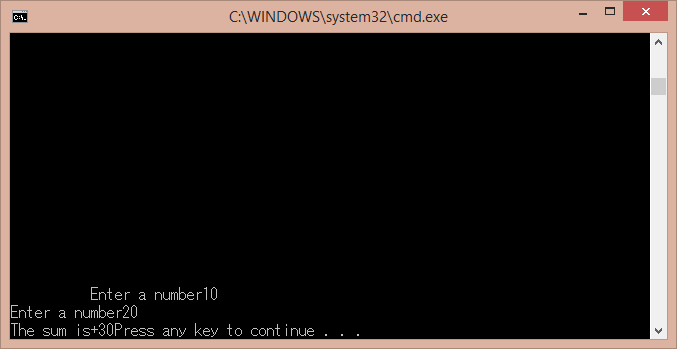 C:\WINDOWS\system32\cmd.exe
Enter a number10
Enter a number20
The sum is+30Press any key to continue . . .